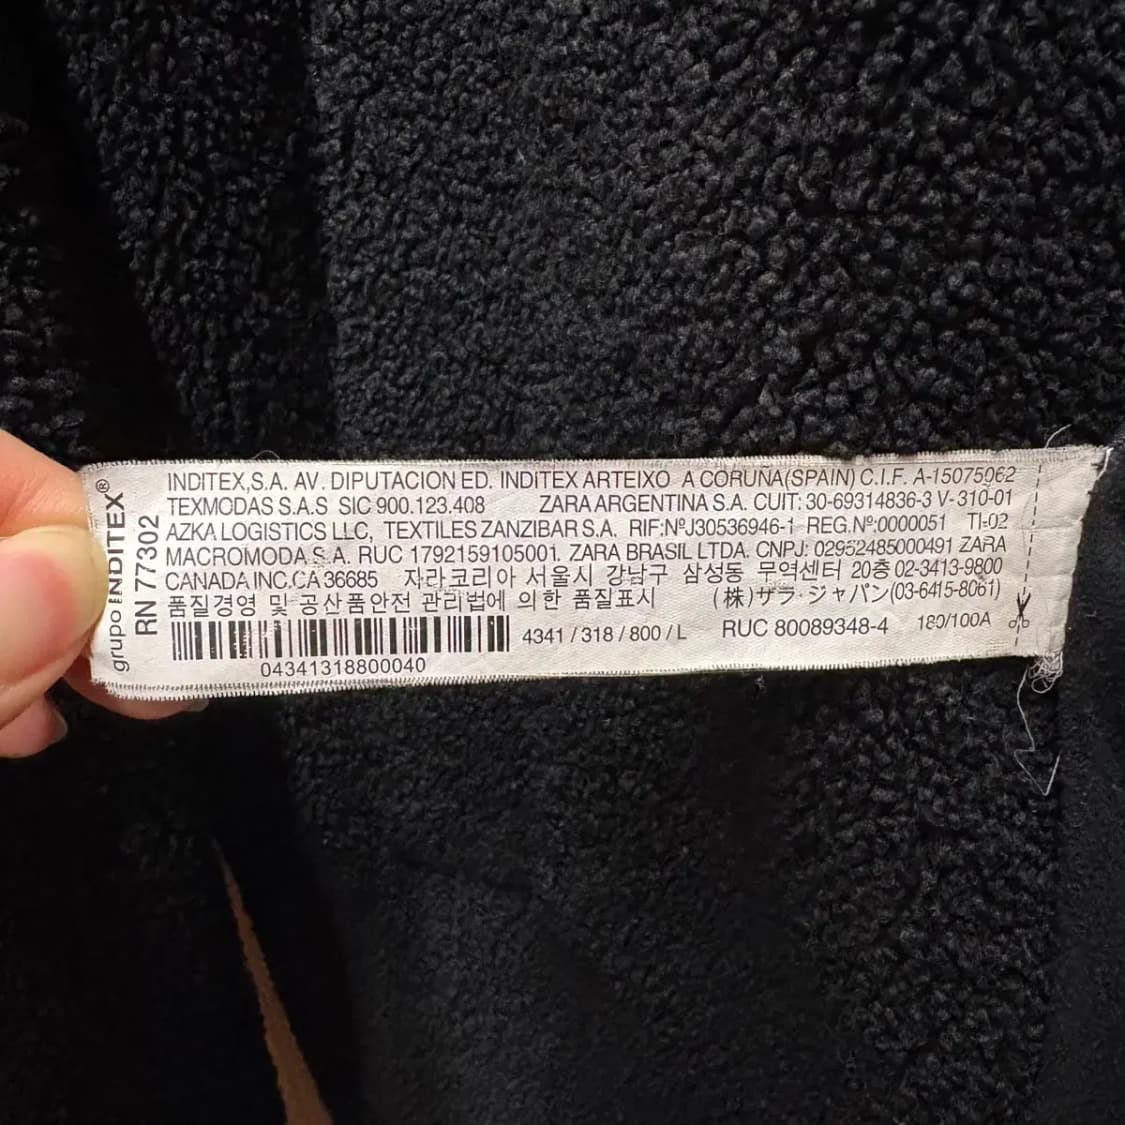 grupo INDITEX®
RN 77302
INDITEX,S.A. AV. DIPUTACION ED. INDITEX ARTEIXO A CORUÑA(SPAIN) C.I.F. A-15075062
TEXMODAS S.A.S SIC 900.123.408 ZARA ARGENTINA S.A. CUIT: 30-69314836-3 V-310-01
AZKA LOGISTICS LLC, TEXTILES ZANZIBAR S.A. RIF:NºJ30536946-1 REG.Nº:0000051 TI-02
MACROMODA S.A. RUC 1792159105001. ZARA BRASIL LTDA. CNPJ: 02952485000491 ZARA
CANADA INC.CA 36685 자라코리아 서울시 강남구 삼성동 무역센터 20층 02-3413-9800
품질경영 및 공산품안전 관리법에 의한 품질표시 (株)ザラ・ジャパン(03-6415-8061)
4341 / 318 / 800 / L RUC 80089348-4 180/100A
04341318800040